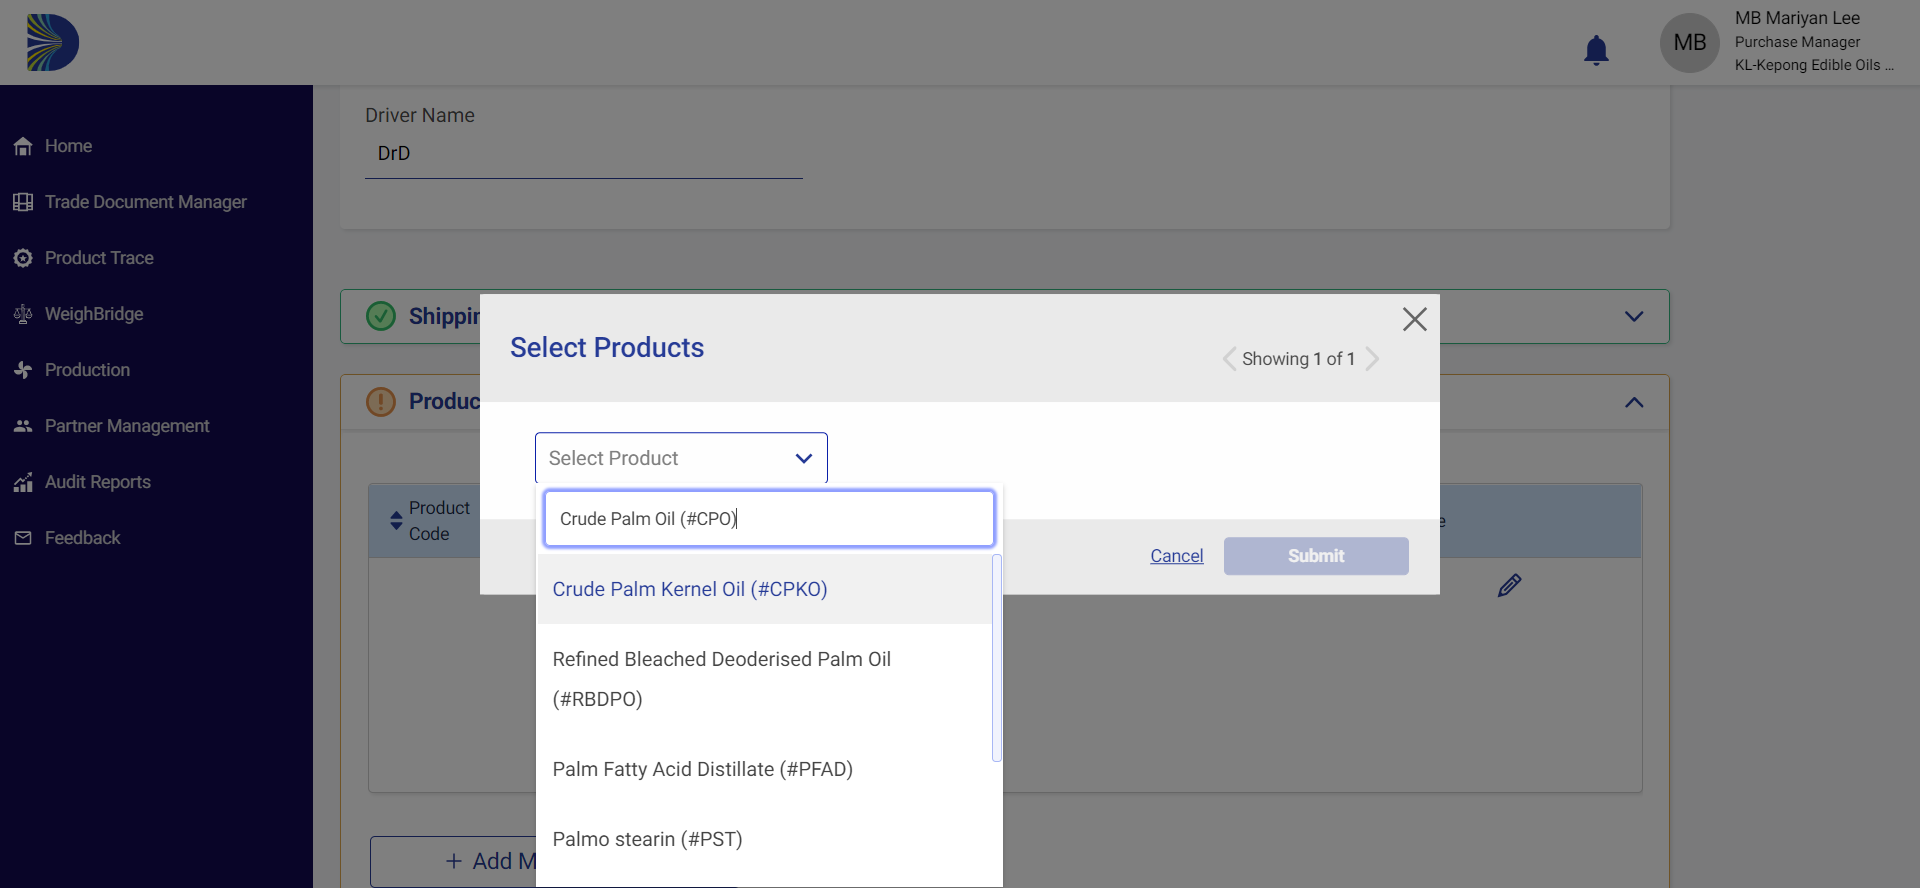 MB
MB Mariyan Lee
Purchase Manager
KL-Kepong Edible Oils ...
Home
Trade Document Manager
Product Trace
WeighBridge
Production
Partner Management
Audit Reports
Feedback
Driver Name
DrD
Shippin
Select Products
Showing 1 of 1
Produc
Select Product
Product
Code
Crude Palm Oil (#CPO)
e
Cancel
Submit
Crude Palm Kernel Oil (#CPKO)
Refined Bleached Deoderised Palm Oil
(#RBDPO)
Palm Fatty Acid Distillate (#PFAD)
Palmo stearin (#PST)
+ Add M